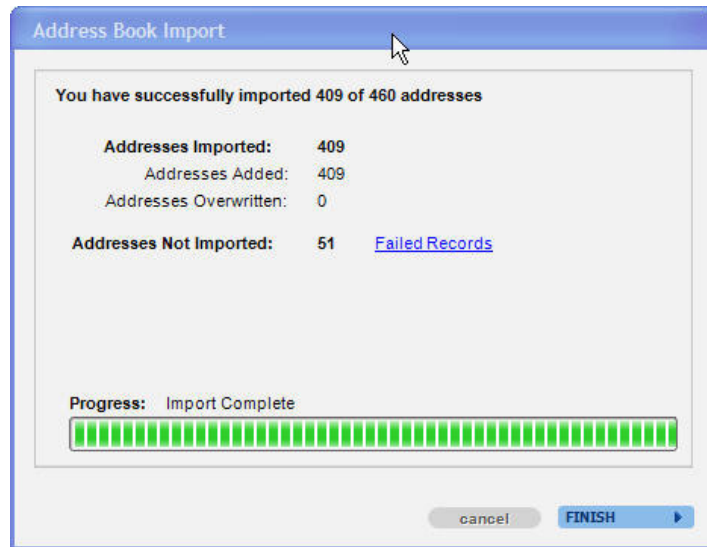 Address Book Import
You have successfully imported 409 of 460 addresses
Addresses Imported: 409
Addresses Added: 409
Addresses Overwritten: 0
Addresses Not Imported: 51 Failed Records
Progress: Import Complete
cancel FINISH